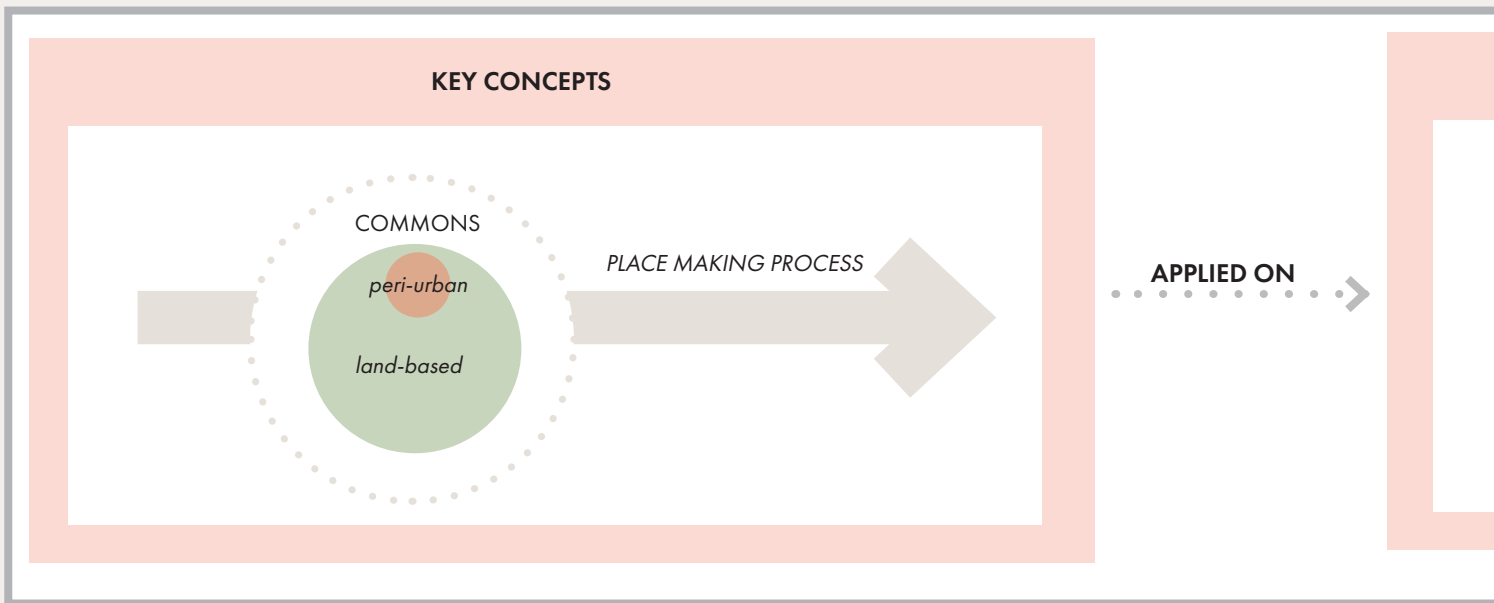 KEY CONCEPTS
COMMONS
peri-urban
land-based
PLACE MAKING PROCESS
APPLIED ON